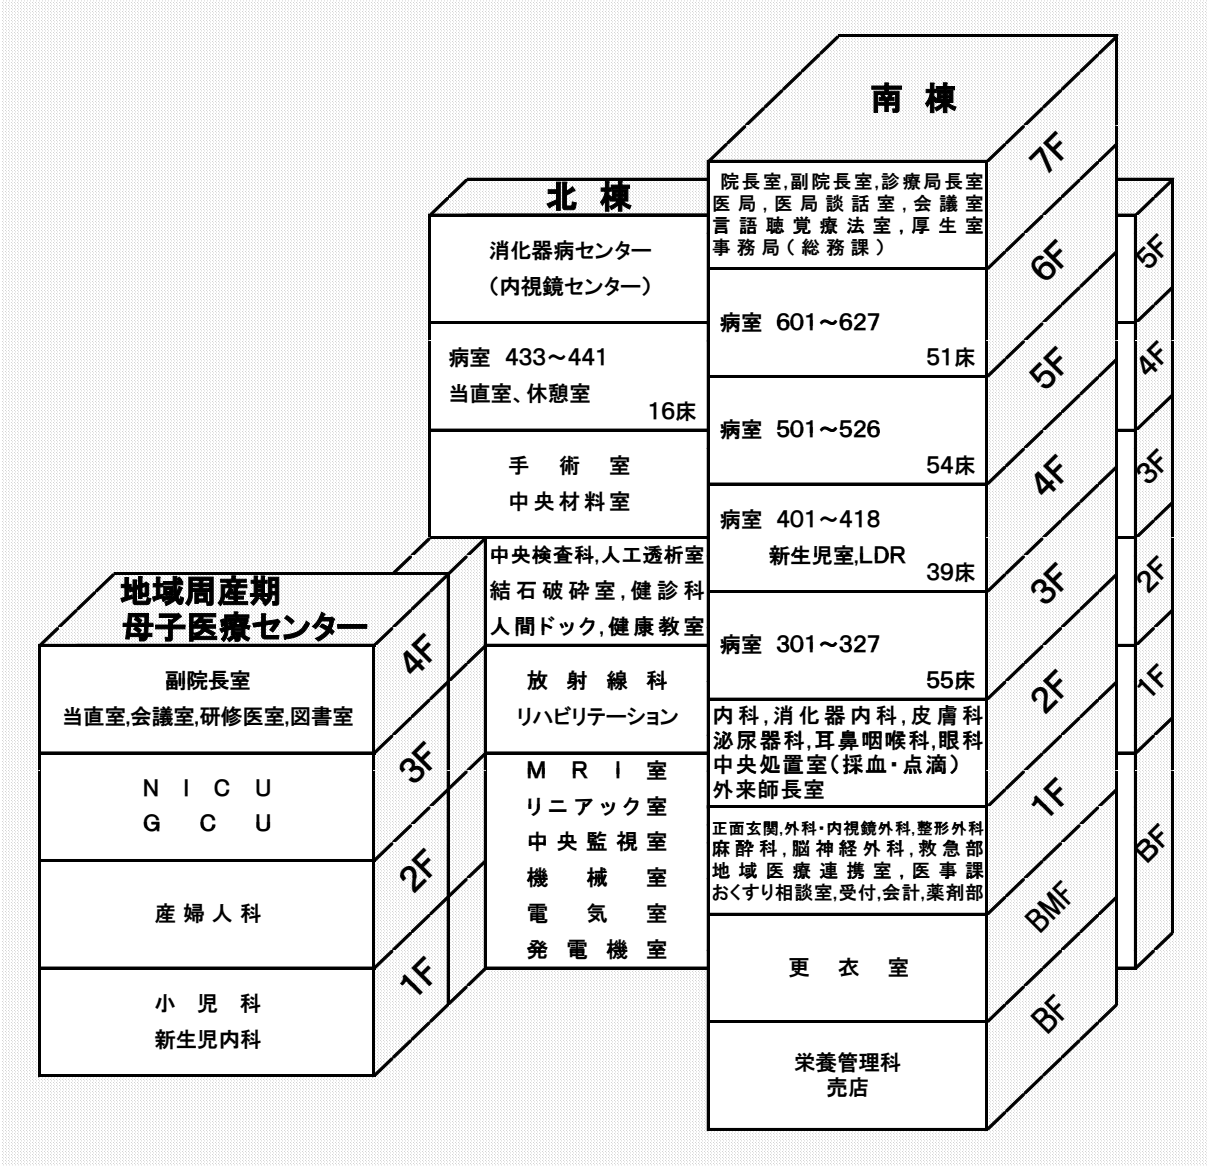 南 棟
7F
院長室,副院長室,診療局長室
医局,医局談話室,会議室
言語聴覚療法室,厚生室
事務局(総務課)
6F
病室 601～627
51床
5F
病室 501～526
54床
4F
病室 401～418
新生児室,LDR
39床
3F
病室 301～327
55床
2F
内科,消化器内科,皮膚科
泌尿器科,耳鼻咽喉科,眼科
中央処置室(採血・点滴)
外来師長室
1F
正面玄関,外科・内視鏡外科,整形外科
麻酔科,脳神経外科,救急部
地域医療連携室,医事課
おくすり相談室,受付,会計,薬剤部
BMF
更衣室
BF
栄養管理科
売店
北 棟
5F
消化器病センター
(内視鏡センター)
4F
病室 433～441
当直室、休憩室
16床
3F
手術室
中央材料室
2F
中央検査科,人工透析室
結石破砕室,健診科
人間ドック,健康教室
1F
放射線科
リハビリテーション
BF
MRI室
リニアック室
中央監視室
機械室
電気室
発電機室
地域周産期
母子医療センター
4F
副院長室
当直室,会議室,研修医室,図書室
3F
NICU
GCU
2F
産婦人科
1F
小児科
新生児内科